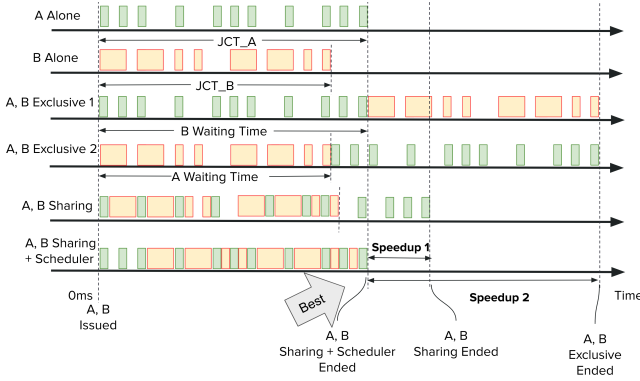 A Alone
JCT_A
B Alone
JCT_B
A, B Exclusive 1
B Waiting Time
A, B Exclusive 2
A Waiting Time
A, B Sharing
A, B Sharing
+ Scheduler
Speedup 1
Speedup 2
0ms
Time
A, B
Issued
Best
A, B
Sharing + Scheduler
Ended
A, B
Sharing Ended
A, B
Exclusive
Ended